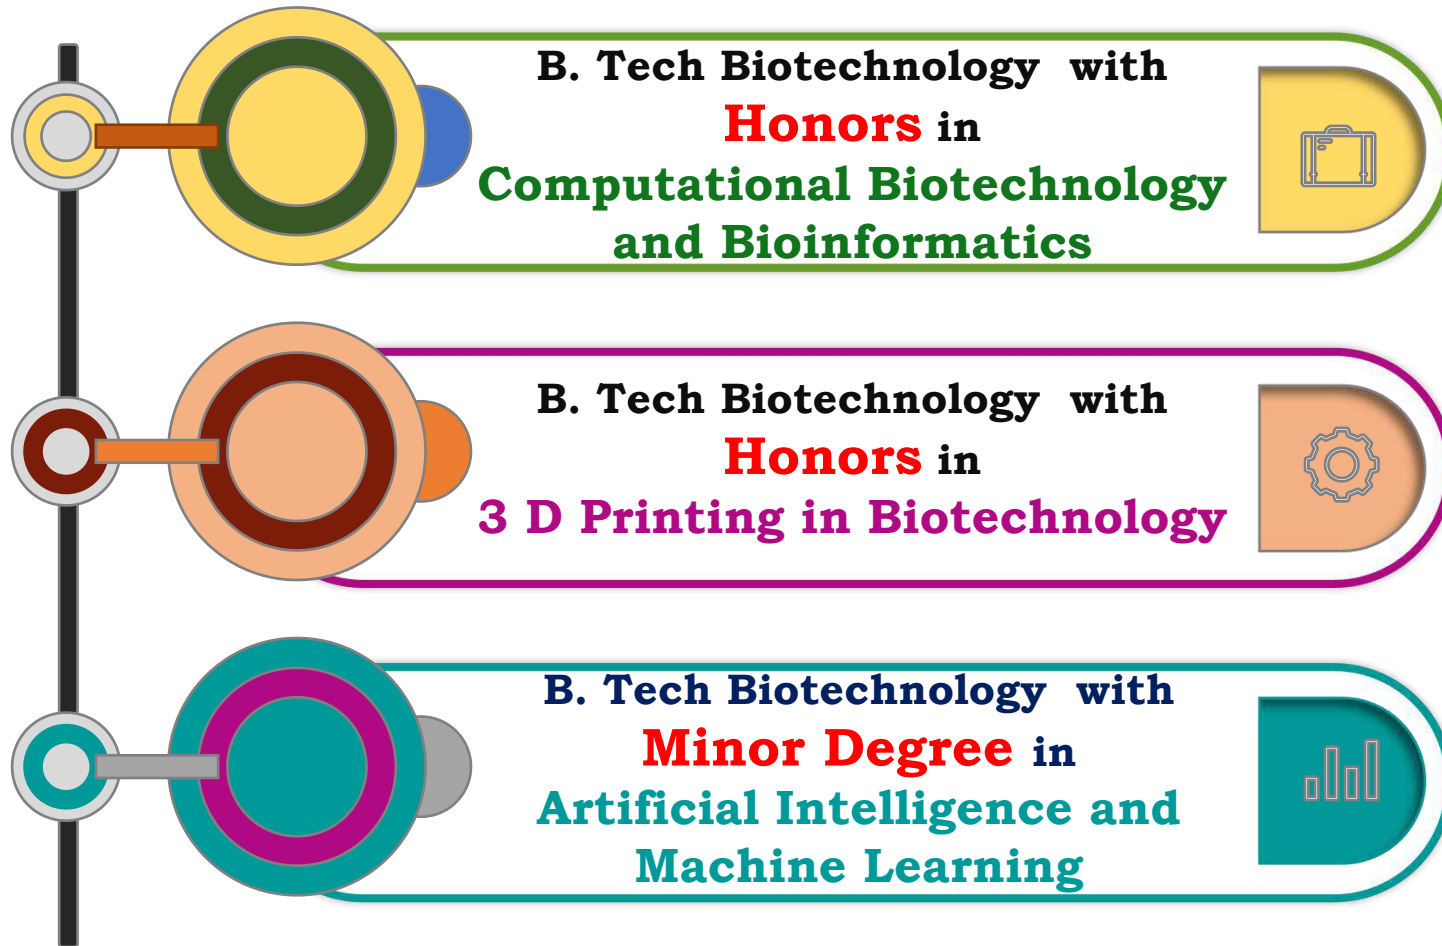 B. Tech Biotechnology with
Honors in
Computational Biotechnology
and Bioinformatics
B. Tech Biotechnology with
Honors in
3 D Printing in Biotechnology
B. Tech Biotechnology with
Minor Degree in
Artificial Intelligence and
Machine Learning